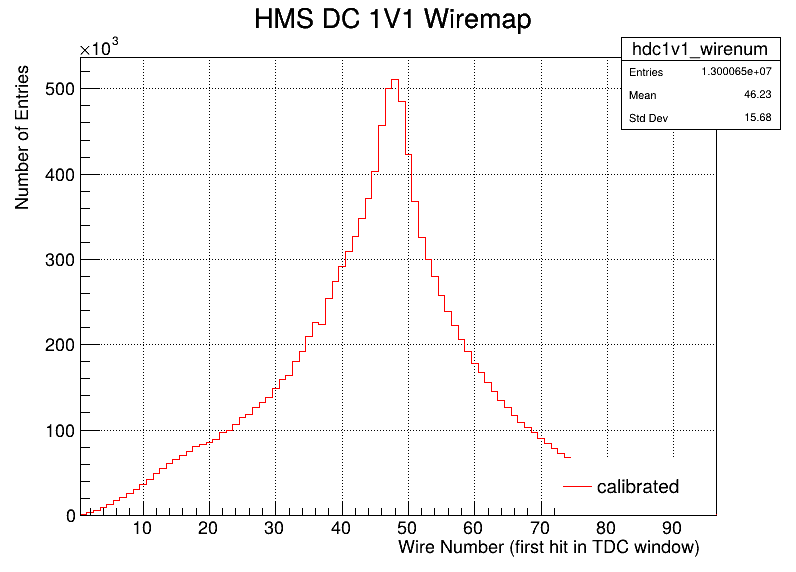 HMS DC 1V1 Wiremap
×10³
hdc1v1_wirenum
Entries 1.300065e+07
Mean 46.23
Std Dev 15.68
Number of Entries
500
400
300
200
100
0
calibrated
10 20 30 40 50 60 70 80 90
Wire Number (first hit in TDC window)